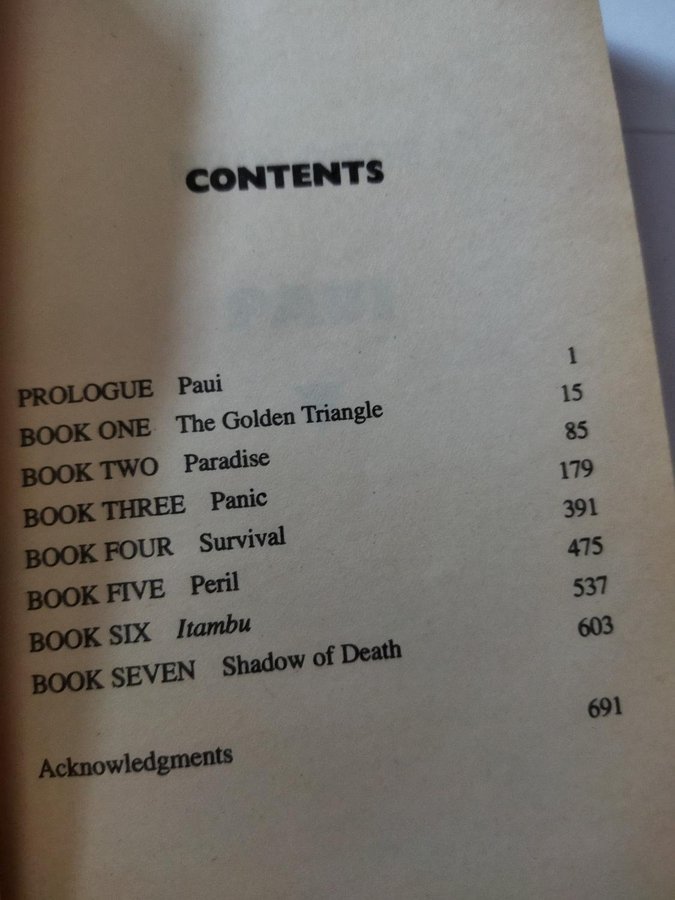 CONTENTS
PROLOGUE Paui 1
BOOK ONE The Golden Triangle 15
BOOK TWO Paradise 85
BOOK THREE Panic 179
BOOK FOUR Survival 391
BOOK FIVE Peril 475
BOOK SIX Itambu 537
BOOK SEVEN Shadow of Death 603
Acknowledgments 691